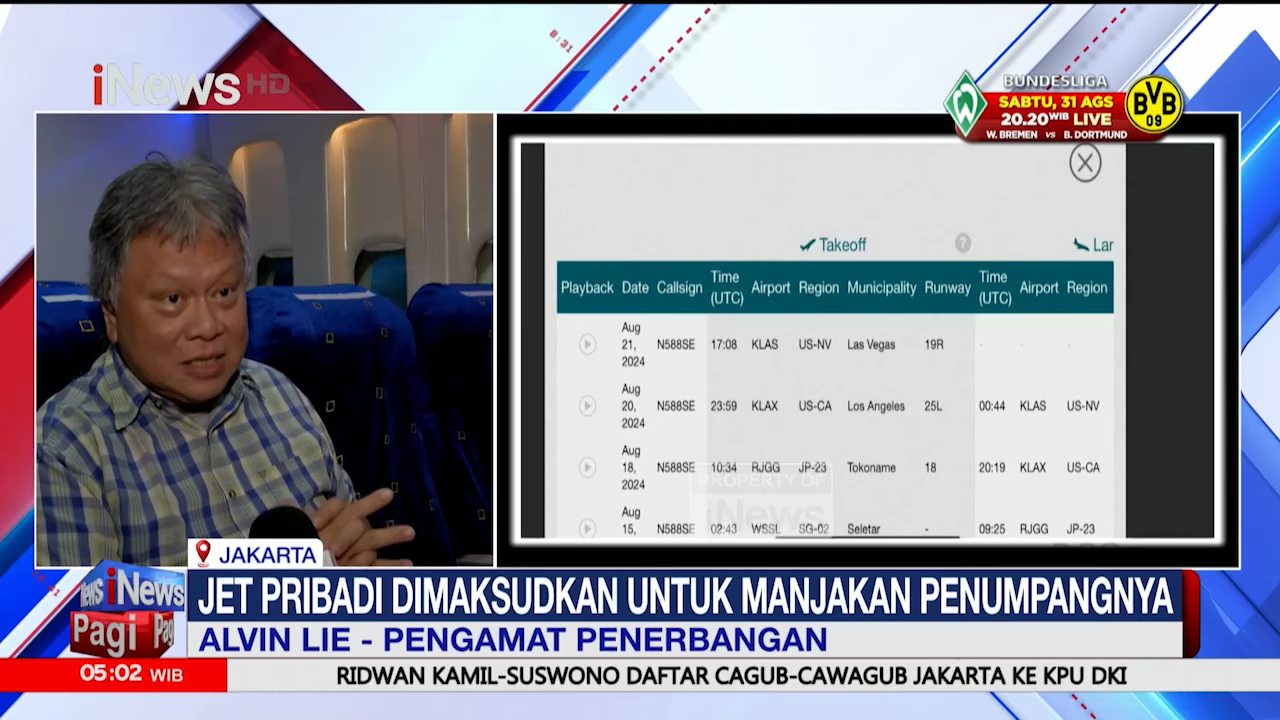 iNews HD
BUNDESLIGA
SABTU, 31 AGS
20.20 WIB LIVE
W. BREMEN vs B. DORTMUND
BVB
09
Takeoff ? Lar
Playback Date Callsign Time (UTC) Airport Region Municipality Runway Time (UTC) Airport Region
Aug 21, 2024 N588SE 17:08 KLAS US-NV Las Vegas 19R - - -
Aug 20, 2024 N588SE 23:59 KLAX US-CA Los Angeles 25L 00:44 KLAS US-NV
Aug 18, 2024 N588SE 10:34 RJGG JP-23 Tokoname 18 20:19 KLAX US-CA
Aug 15, N588SE 02:43 WSSL SG-02 Seletar - 09:25 RJGG JP-23
PROPERTY OF
iNews
JAKARTA
JET PRIBADI DIMAKSUDKAN UNTUK MANJAKAN PENUMPANGNYA
ALVIN LIE - PENGAMAT PENERBANGAN
News iNews
Pagi Pagi
05:02 WIB
RIDWAN KAMIL-SUSWONO DAFTAR CAGUB-CAWAGUB JAKARTA KE KPU DKI